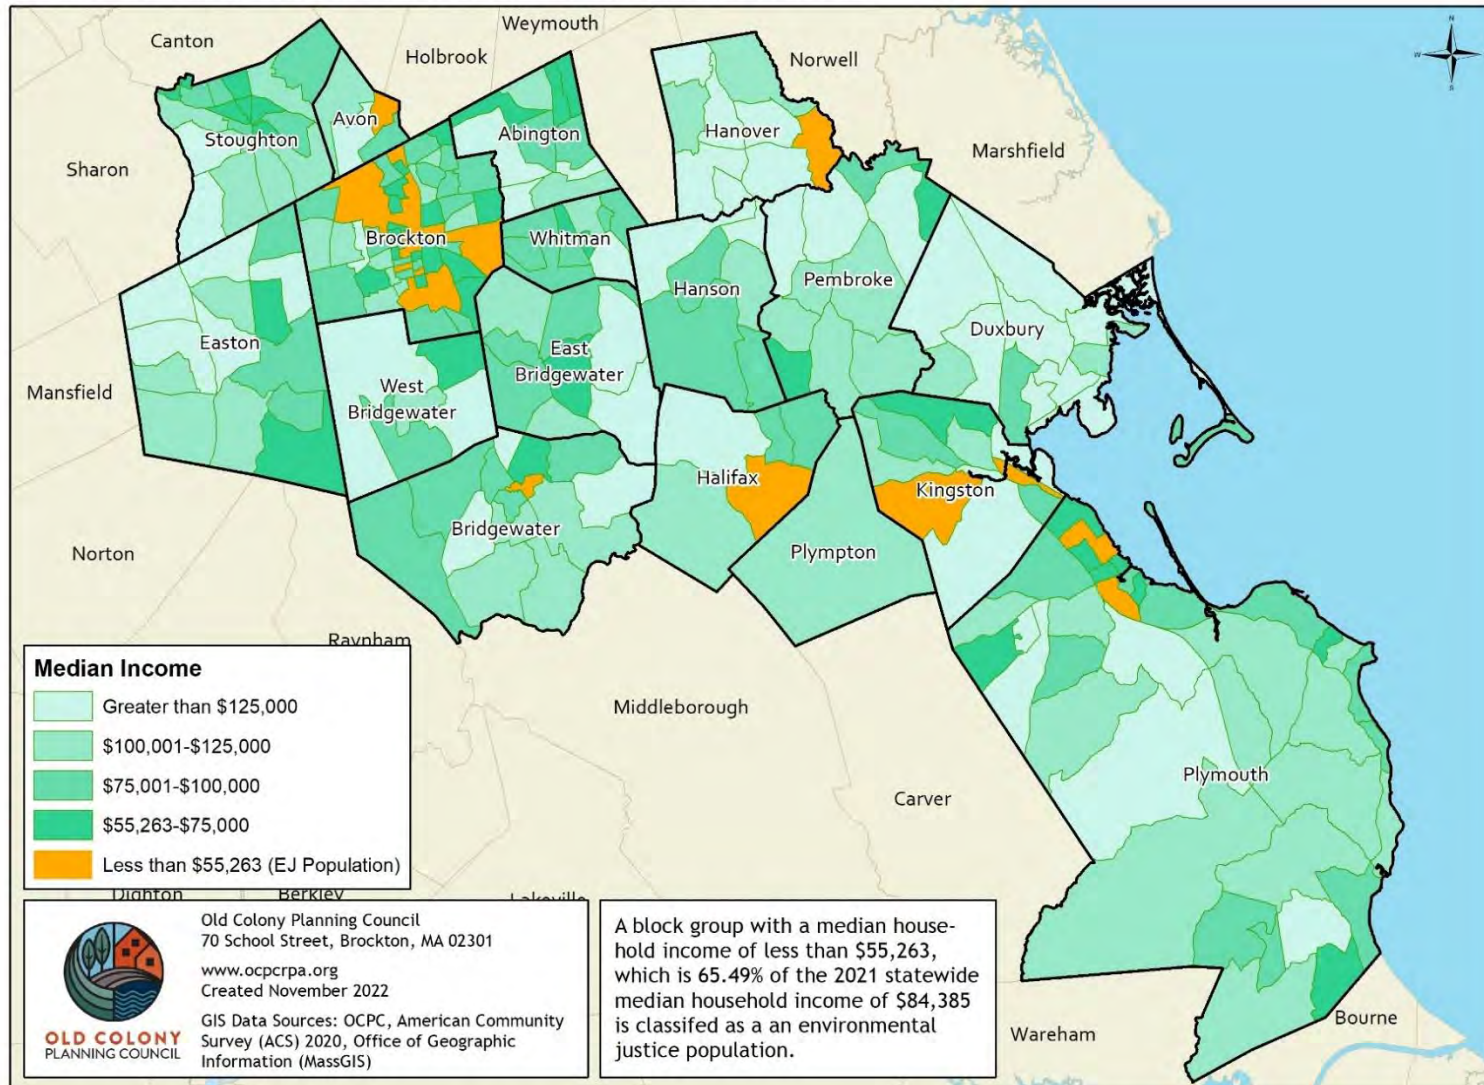 Weymouth
Canton
Holbrook
Norwell
N
W
E
S
Avon
Abington
Hanover
Stoughton
Marshfield
Sharon
Brockton
Whitman
Pembroke
Hanson
Duxbury
Easton
East
Bridgewater
West
Bridgewater
Mansfield
Halifax
Kingston
Bridgewater
Plympton
Norton
Raynham
Middleborough
Plymouth
Carver
Median Income
Greater than $125,000
$100,001-$125,000
$75,001-$100,000
$55,263-$75,000
Less than $55,263 (EJ Population)
Dighton
Berkley
Lakeville
Old Colony Planning Council
70 School Street, Brockton, MA 02301
www.ocpcrpa.org
Created November 2022
GIS Data Sources: OCPC, American Community
Survey (ACS) 2020, Office of Geographic
Information (MassGIS)
OLD COLONY
PLANNING COUNCIL
A block group with a median house-
hold income of less than $55,263,
which is 65.49% of the 2021 statewide
median household income of $84,385
is classifed as a an environmental
justice population.
Wareham
Bourne